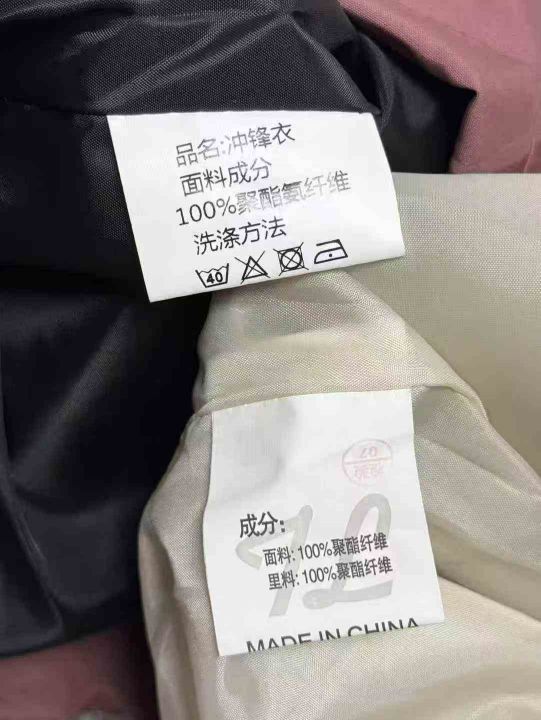 品名:冲锋衣
面料成分
100%聚酯氨纤维
洗涤方法
40
成分:
面料: 100%聚酯纤维
里料: 100%聚酯纤维
MADE IN CHINA